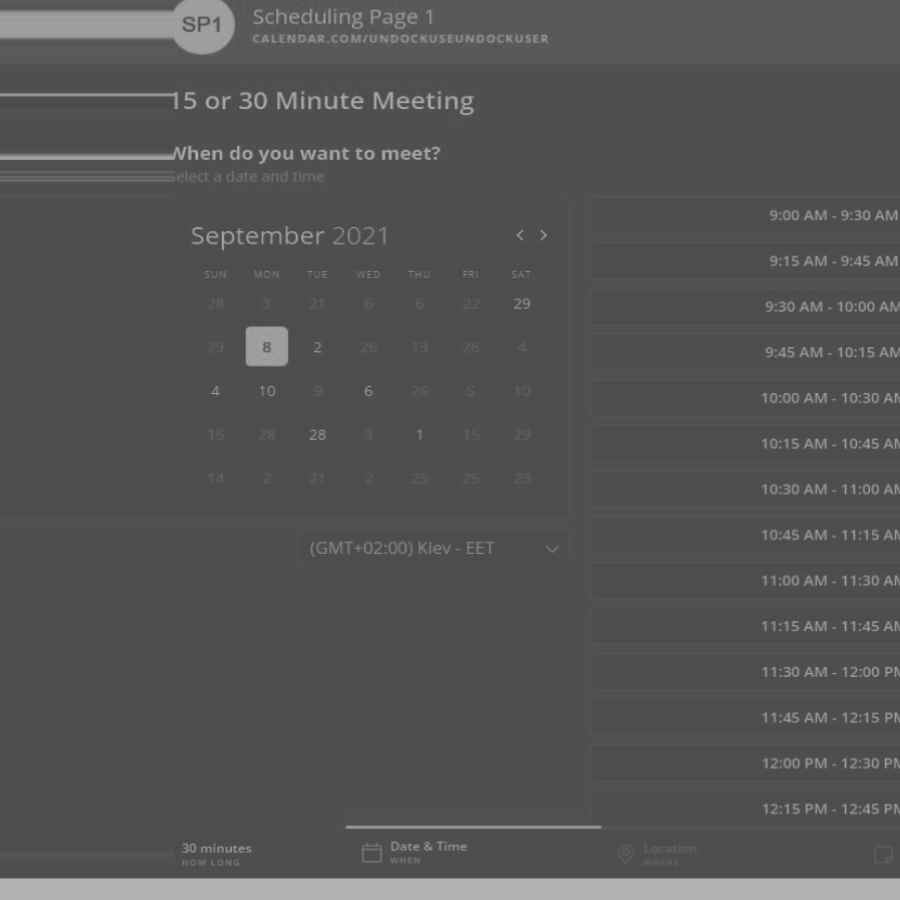 SP1
Scheduling Page 1
CALENDAR.COM/UNDOCKUSEUNDOCKUSER
15 or 30 Minute Meeting
When do you want to meet?
elect a date and time
September 2021
SUN MON TUE WED THU FRI SAT
28 3 21 6 6 22 29
29 8 2 26 13 26 4
4 10 9 6 26 5 10
15 28 28 3 1 15 29
14 2 21 2 25 25 23
(GMT+02:00) Kiev - EET
9:00 AM - 9:30 AM
9:15 AM - 9:45 AM
9:30 AM - 10:00 AM
9:45 AM - 10:15 AM
10:00 AM - 10:30 AM
10:15 AM - 10:45 AM
10:30 AM - 11:00 AM
10:45 AM - 11:15 AM
11:00 AM - 11:30 AM
11:15 AM - 11:45 AM
11:30 AM - 12:00 PM
11:45 AM - 12:15 PM
12:00 PM - 12:30 PM
12:15 PM - 12:45 PM
30 minutes
HOW LONG
Date & Time
WHEN
Location
WHERE